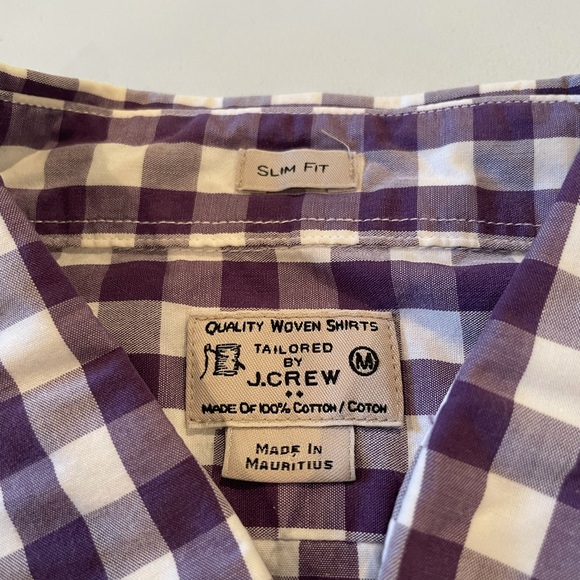 SLIM FIT
QUALITY WOVEN SHIRTS
TAILORED
BY
J.CREW
M
MADE OF 100% COTTON / COTON
MADE IN
MAURITIUS